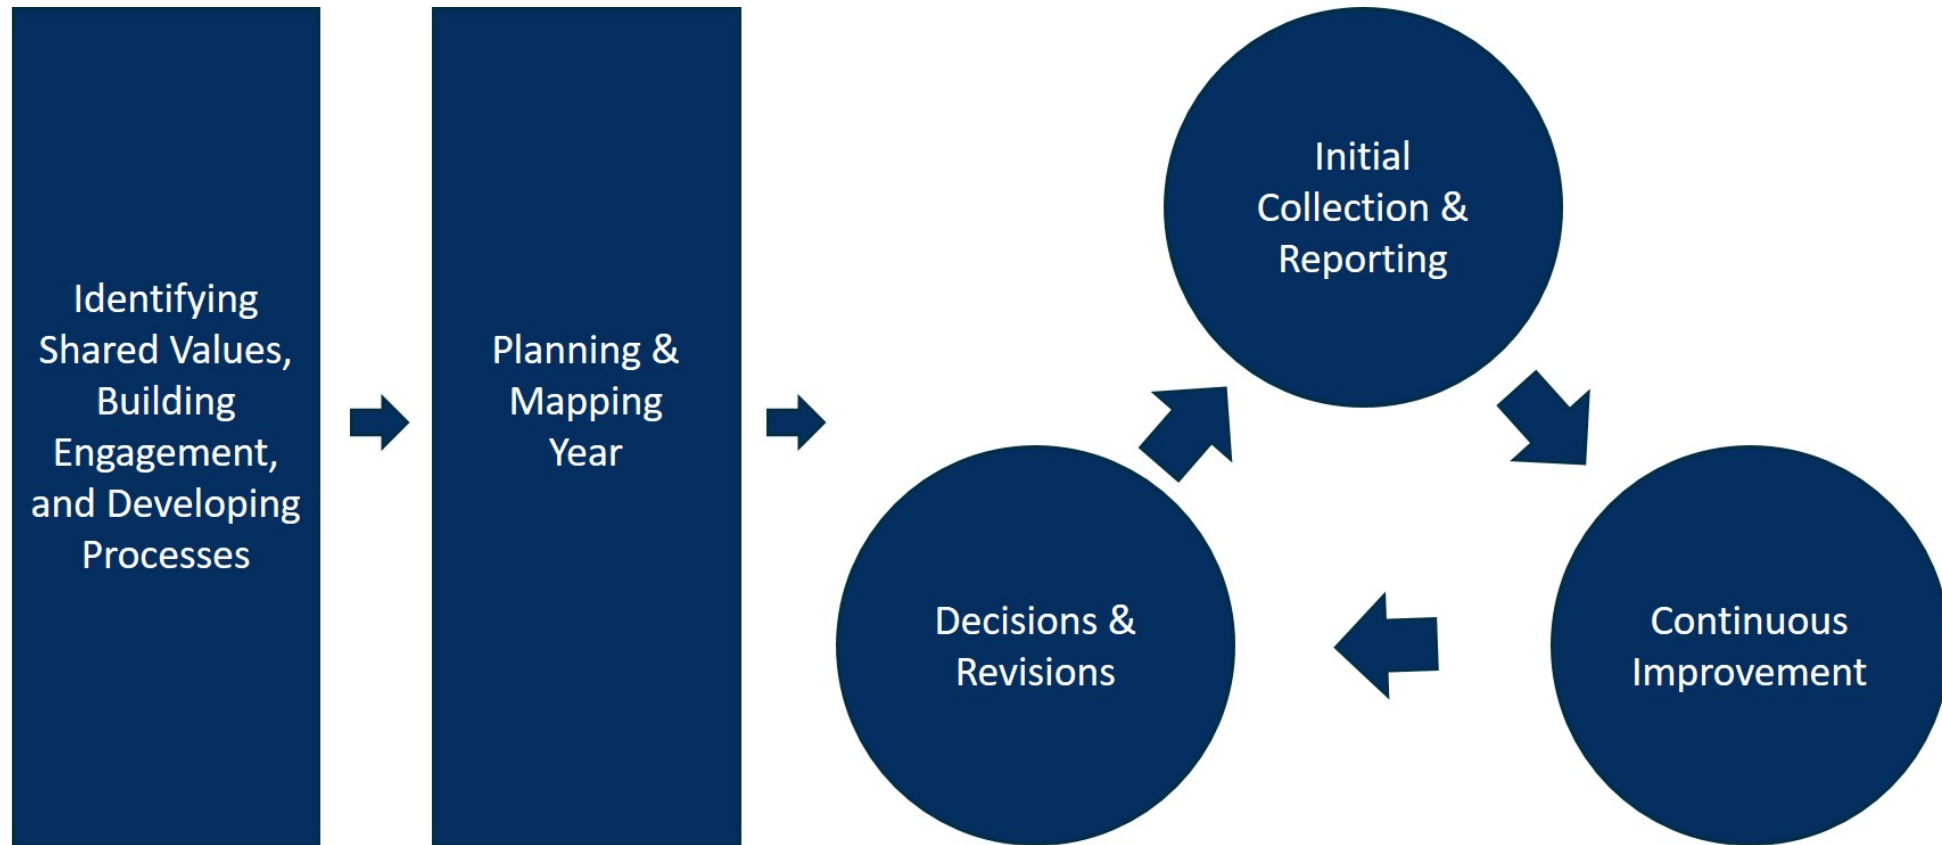 Identifying
Shared Values,
Building
Engagement,
and Developing
Processes
Planning &
Mapping
Year
Initial
Collection &
Reporting
Continuous
Improvement
Decisions &
Revisions